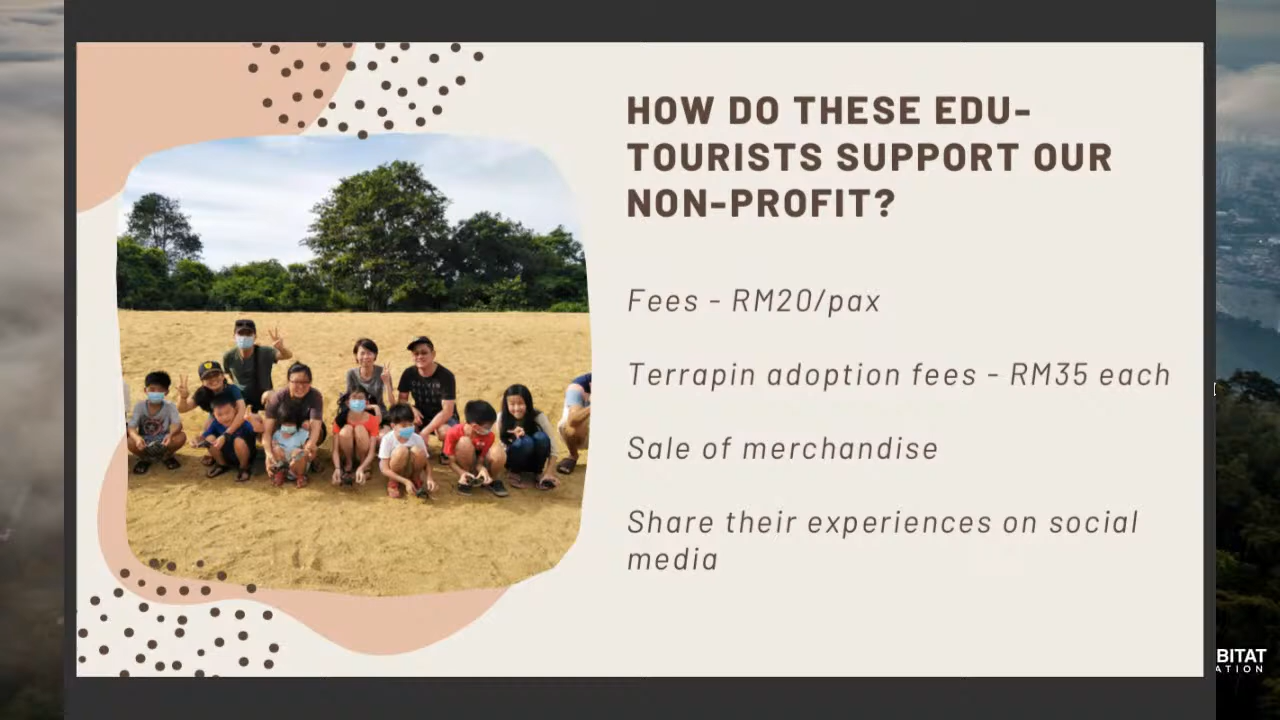 HOW DO THESE EDU-
TOURISTS SUPPORT OUR
NON-PROFIT?
Fees - RM20/pax
Terrapin adoption fees - RM35 each
Sale of merchandise
Share their experiences on social
media
BITAT
ATION